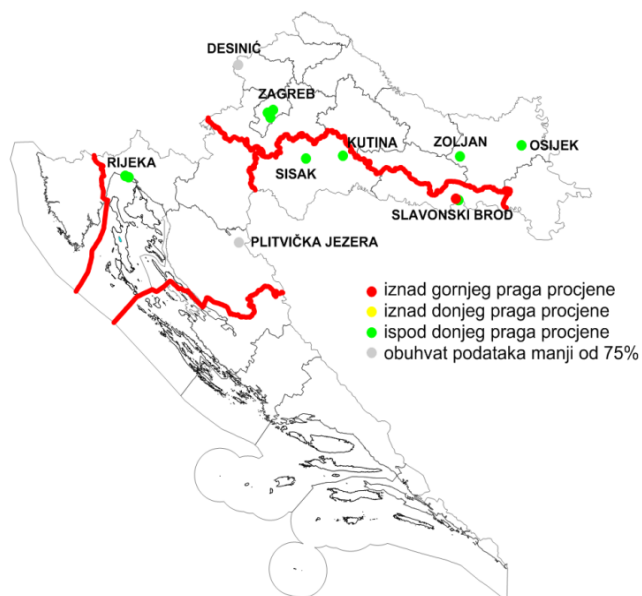 DESINIĆ
ZAGREB
KUTINA
ZOLJAN
OSIJEK
RIJEKA
SISAK
SLAVONSKI BROD
PLITVIČKA JEZERA
iznad gornjeg praga procjene
iznad donjeg praga procjene
ispod donjeg praga procjene
obuhvat podataka manji od 75%